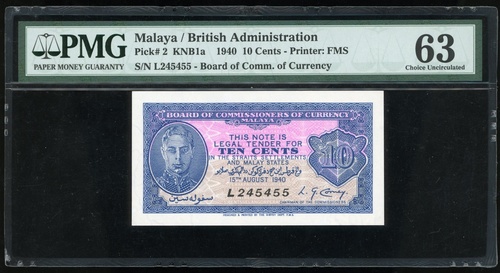 PMG
PAPER MONEY GUARANTY
Malaya / British Administration
Pick# 2 KNB1a 1940 10 Cents - Printer: FMS
S/N L245455 - Board of Comm. of Currency
63
Choice Uncirculated
BOARD OF COMMISSIONERS OF CURRENCY
MALAYA
THIS NOTE IS
LEGAL TENDER FOR
TEN CENTS
IN THE STRAITS SETTLEMENTS
AND MALAY STATES
15TH AUGUST 1940
10
L245455
سڤوله سين
CHAIRMAN OF THE COMMISSIONERS